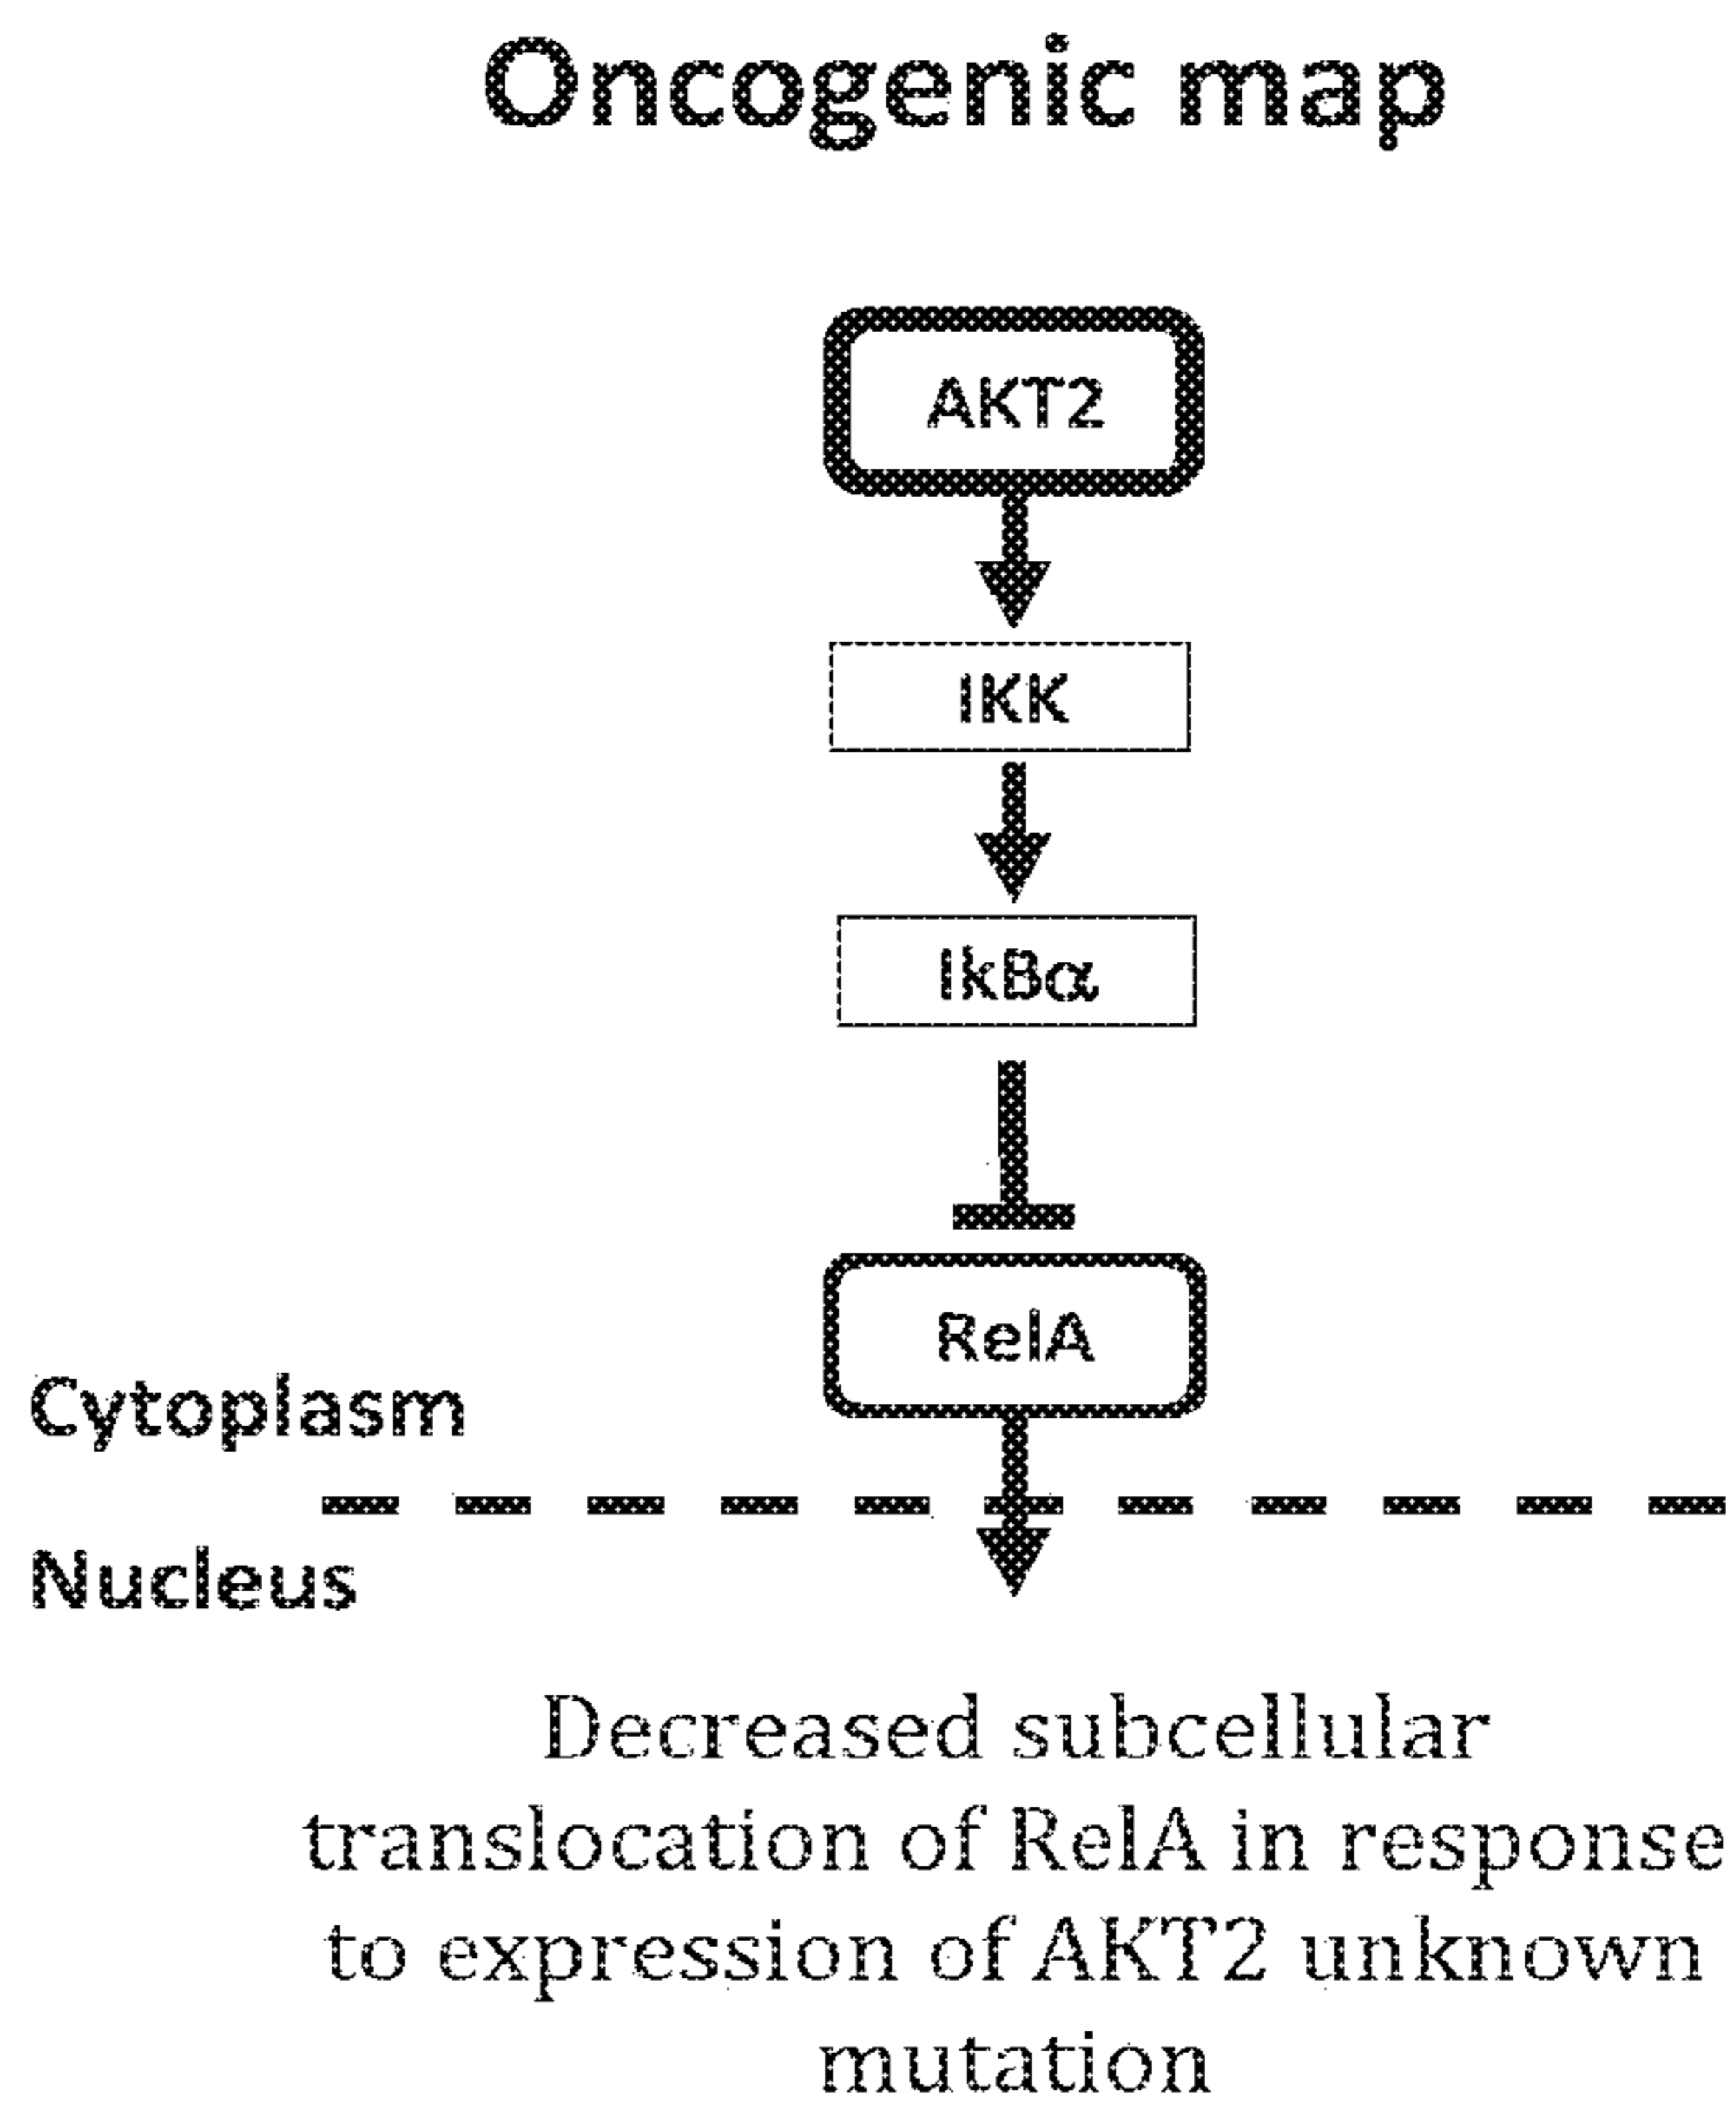 Oncogenic map
AKT2
IKK
IkBα
RelA
Cytoplasm
Nucleus
Decreased subcellular
translocation of RelA in response
to expression of AKT2 unknown
mutation